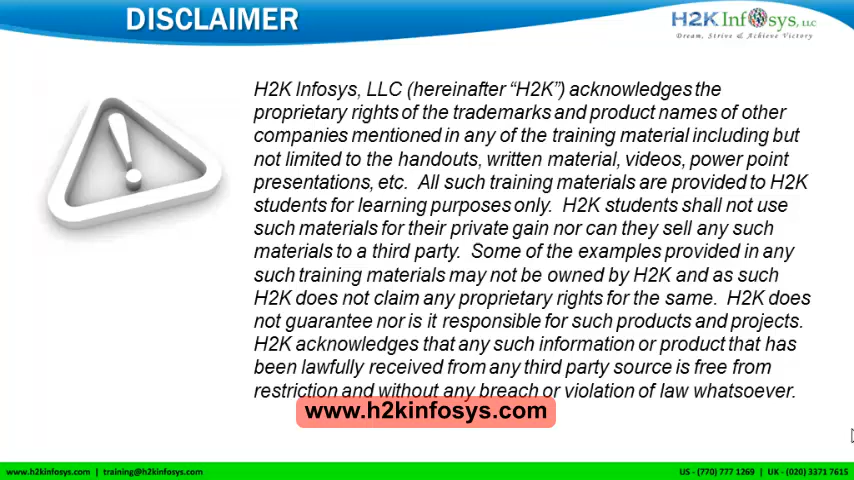 DISCLAIMER
H2K Infosys, LLC
Dream, Strive & Achieve Victory
H2K Infosys, LLC (hereinafter “H2K”) acknowledges the
proprietary rights of the trademarks and product names of other
companies mentioned in any of the training material including but
not limited to the handouts, written material, videos, power point
presentations, etc.  All such training materials are provided to H2K
students for learning purposes only.  H2K students shall not use
such materials for their private gain nor can they sell any such
materials to a third party.  Some of the examples provided in any
such training materials may not be owned by H2K and as such
H2K does not claim any proprietary rights for the same.  H2K does
not guarantee nor is it responsible for such products and projects.
H2K acknowledges that any such information or product that has
been lawfully received from any third party source is free from
restriction and without any breach or violation of law whatsoever.
www.h2kinfosys.com
www.h2kinfosys.com | training@h2kinfosys.com
US - (770) 777 1269 | UK - (020) 3371 7615